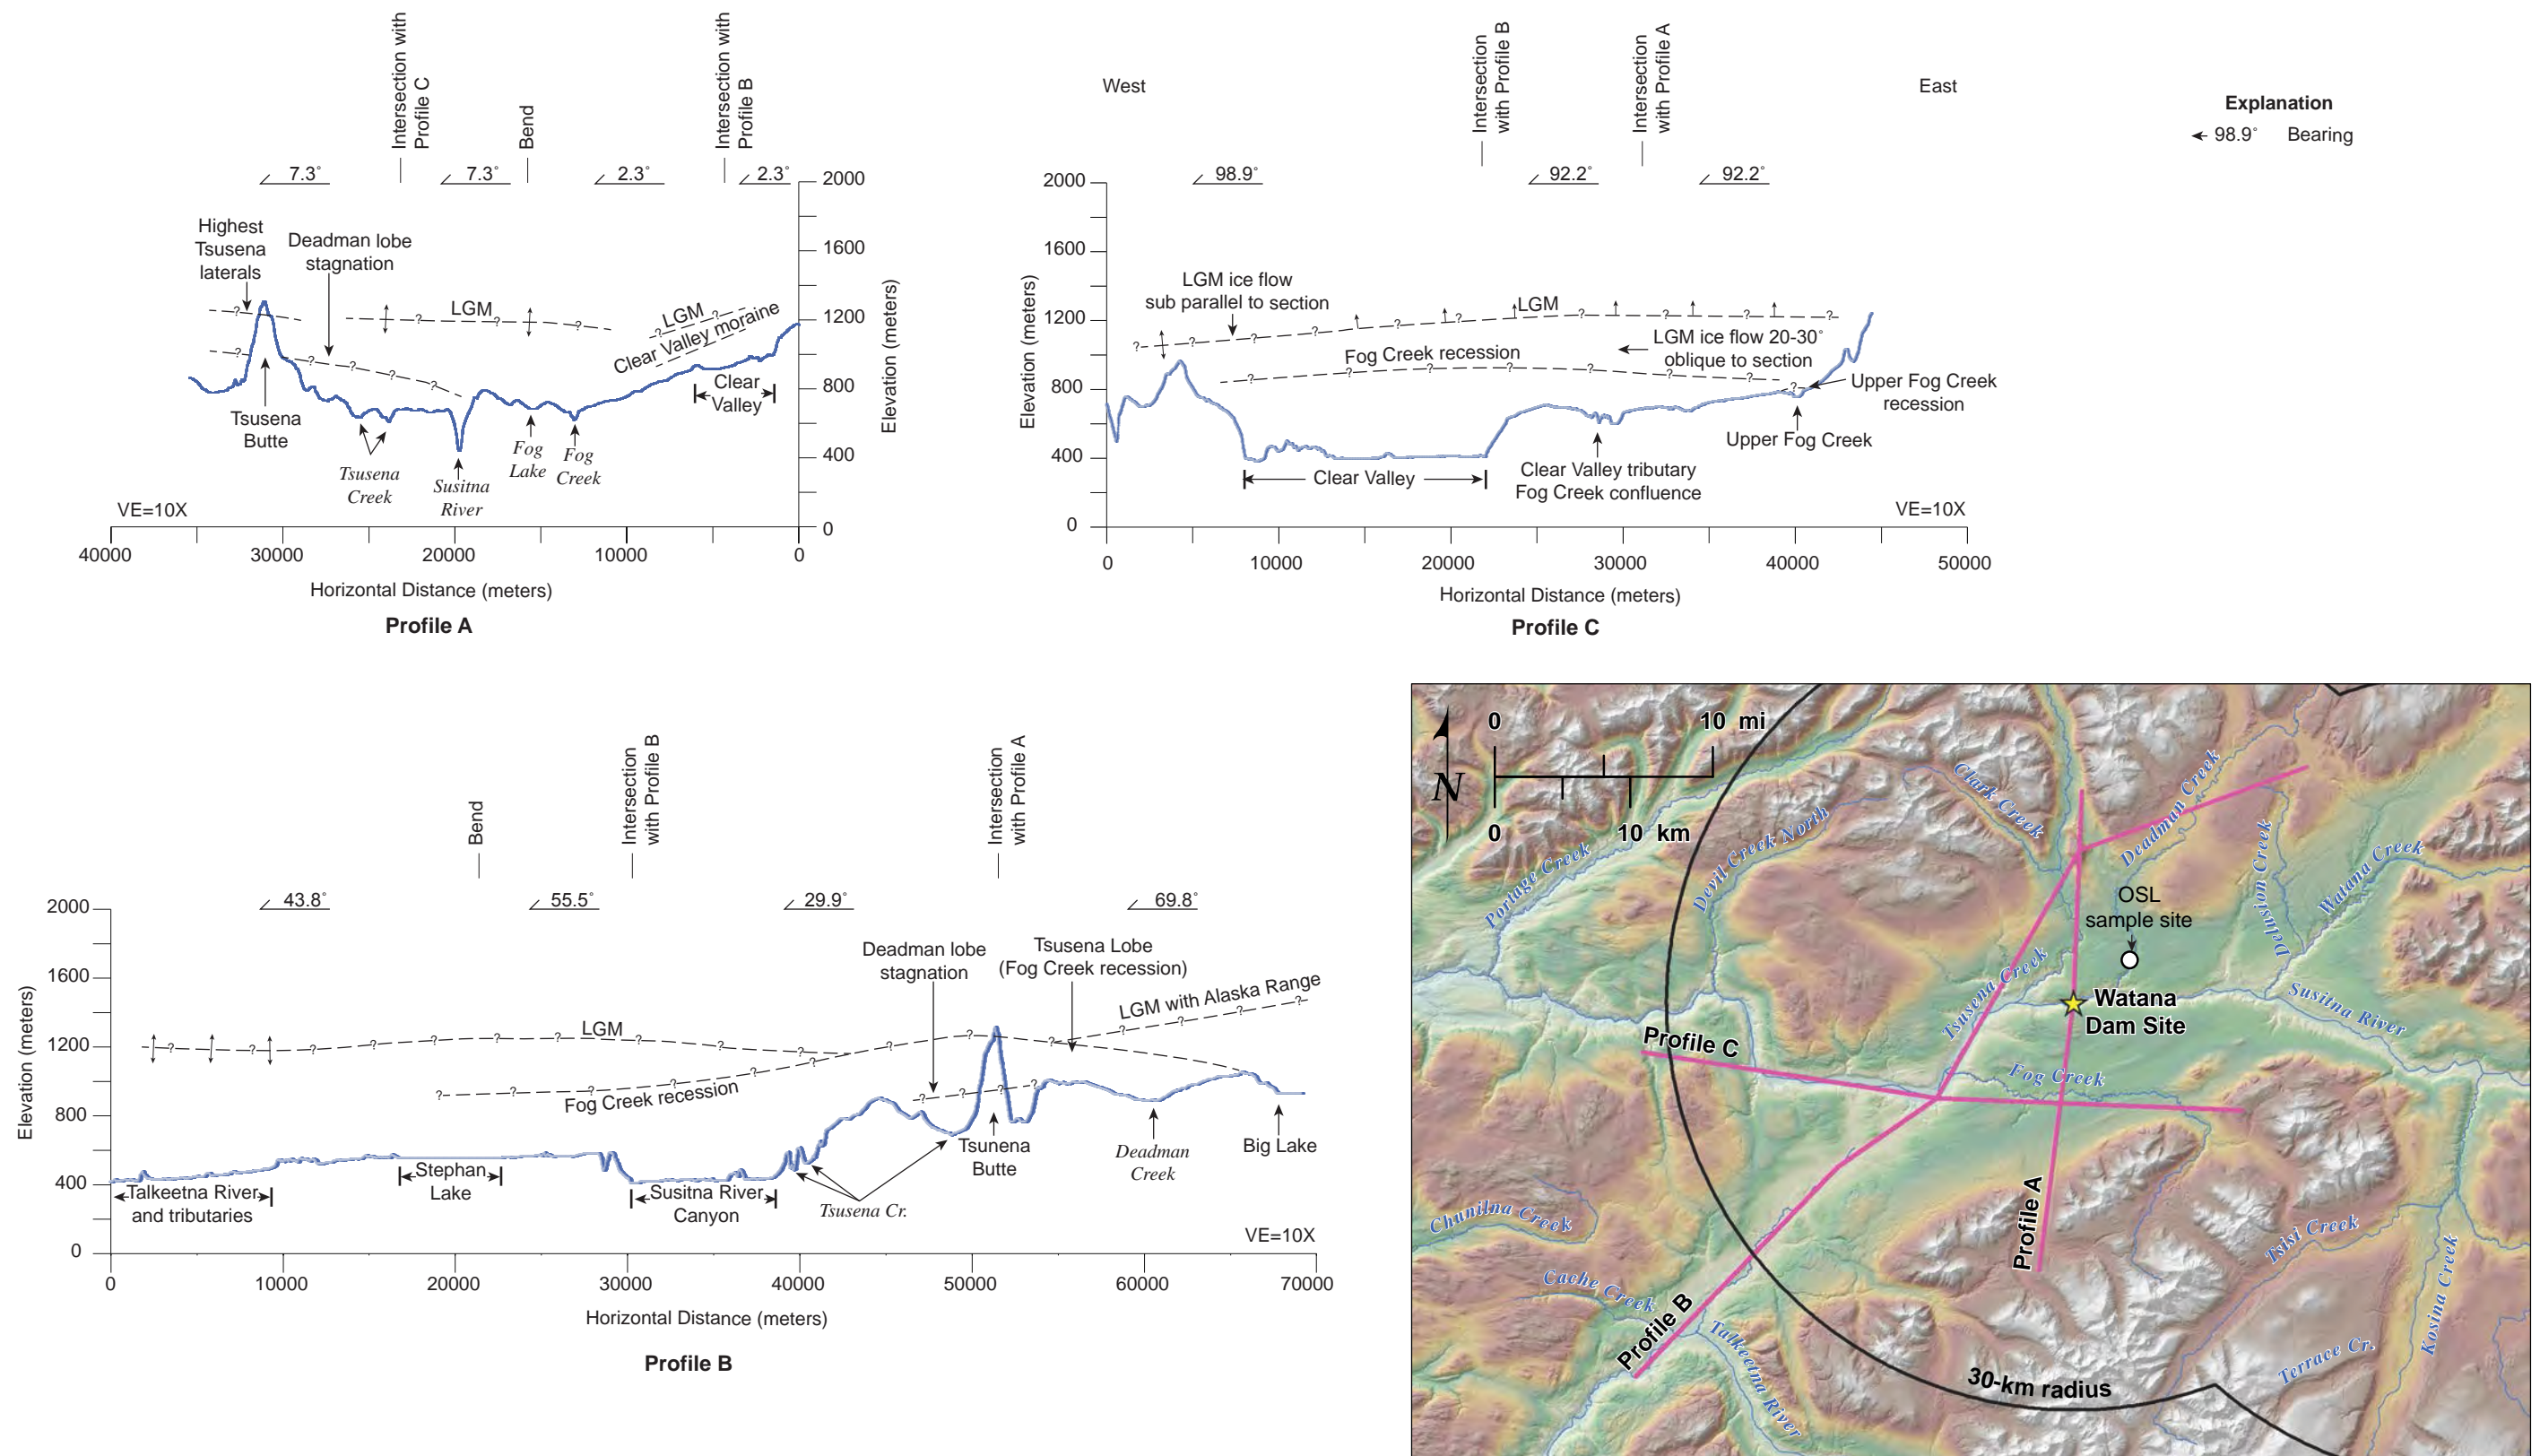 Intersection with
Profile C
Bend
Intersection with
Profile B
7.3°
7.3°
2.3°
2.3°
Highest
Tsusena
laterals
Deadman lobe
stagnation
LGM
LGM
Clear Valley moraine
Clear
Valley
Tsusena
Butte
Tsusena
Creek
Susitna
River
Fog
Lake
Fog
Creek
? ? ? ? ? ? ? ? ? ? ? ?
2000
1600
1200
800
400
0
Elevation (meters)
VE=10X
40000 30000 20000 10000 0
Horizontal Distance (meters)
Profile A
West
Intersection
with Profile B
Intersection
with Profile A
East
98.9°
92.2°
92.2°
2000
1600
1200
800
400
0
Elevation (meters)
LGM ice flow
sub parallel to section
LGM
Fog Creek recession
LGM ice flow 20-30°
oblique to section
Upper Fog Creek
recession
Upper Fog Creek
Clear Valley
Clear Valley tributary
Fog Creek confluence
? ? ? ? ? ? ? ? ? ? ? ? ? ? ? ? ? ?
VE=10X
0 10000 20000 30000 40000 50000
Horizontal Distance (meters)
Profile C
Explanation
98.9° Bearing
Bend
Intersection
with Profile B
Intersection
with Profile A
43.8°
55.5°
29.9°
69.8°
2000
1600
1200
800
400
0
Elevation (meters)
Deadman lobe
stagnation
Tsusena Lobe
(Fog Creek recession)
LGM with Alaska Range
LGM
Fog Creek recession
Talkeetna River
and tributaries
Stephan
Lake
Susitna River
Canyon
Tsusena Cr.
Tsunena
Butte
Deadman
Creek
Big Lake
? ? ? ? ? ? ? ? ? ? ? ? ? ? ? ? ? ? ? ? ? ? ? ? ?
VE=10X
0 10000 20000 30000 40000 50000 60000 70000
Horizontal Distance (meters)
Profile B
N
0 10 mi
0 10 km
Portage Creek
Devil Creek North
Clark Creek
Deadman Creek
Delusion Creek
Watana Creek
OSL
sample site
Tsusena Creek
Watana
Dam Site
Susitna River
Profile C
Fog Creek
Profile A
Chunilna Creek
Cache Creek
Profile B
Talkeetna River
Tsisi Creek
Kosina Creek
Terrace Cr.
30-km radius